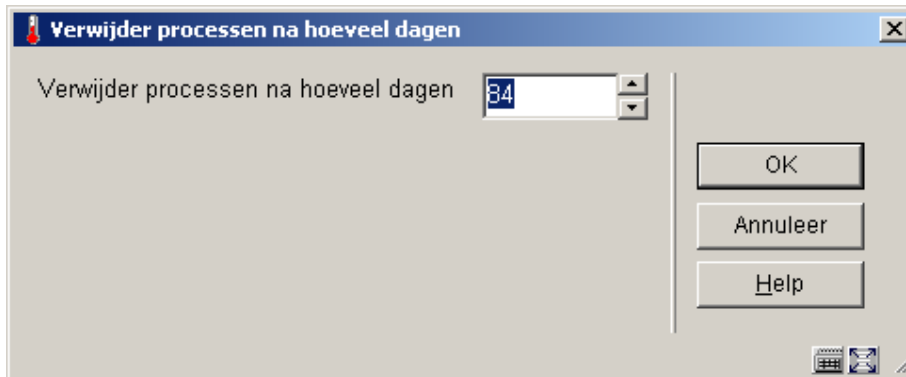 Verwijder processen na hoeveel dagen
Verwijder processen na hoeveel dagen 84
OK
Annuleer
Help